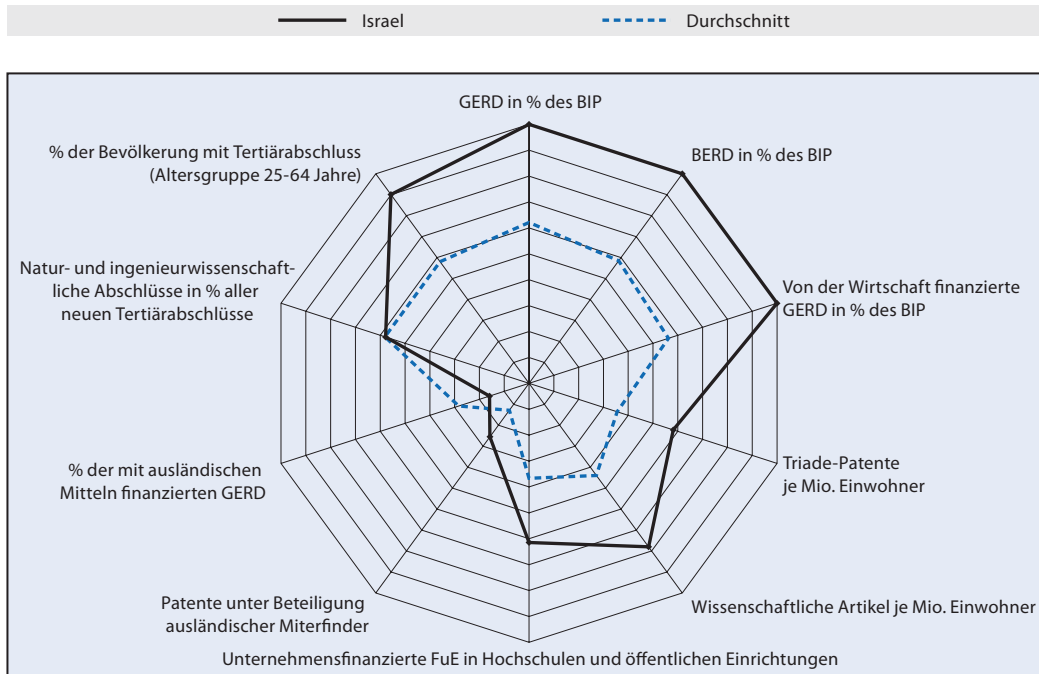 Israel
Durchschnitt
GERD in % des BIP
% der Bevölkerung mit Tertiärabschluss
(Altersgruppe 25-64 Jahre)
BERD in % des BIP
Natur- und ingenieurwissenschaft-
liche Abschlüsse in % aller
neuen Tertiärabschlüsse
Von der Wirtschaft finanzierte
GERD in % des BIP
% der mit ausländischen
Mitteln finanzierten GERD
Triade-Patente
je Mio. Einwohner
Patente unter Beteiligung
ausländischer Miterfinder
Wissenschaftliche Artikel je Mio. Einwohner
Unternehmensfinanzierte FuE in Hochschulen und öffentlichen Einrichtungen